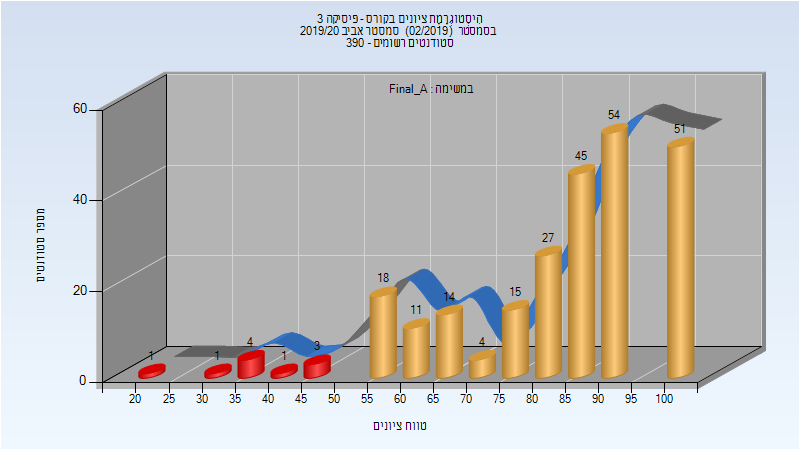 היסטוגרמת ציונים בקורס - פיסיקה 3
בסמסטר (02/2019) סמסטר אביב 2019/20
סטודנטים רשומים - 390
במשימה : Final_A
מספר סטודנטים
60
40
20
0
1
1
4
1
3
18
11
14
4
15
27
45
54
51
20 25 30 35 40 45 50 55 60 65 70 75 80 85 90 95 100
טווח ציונים